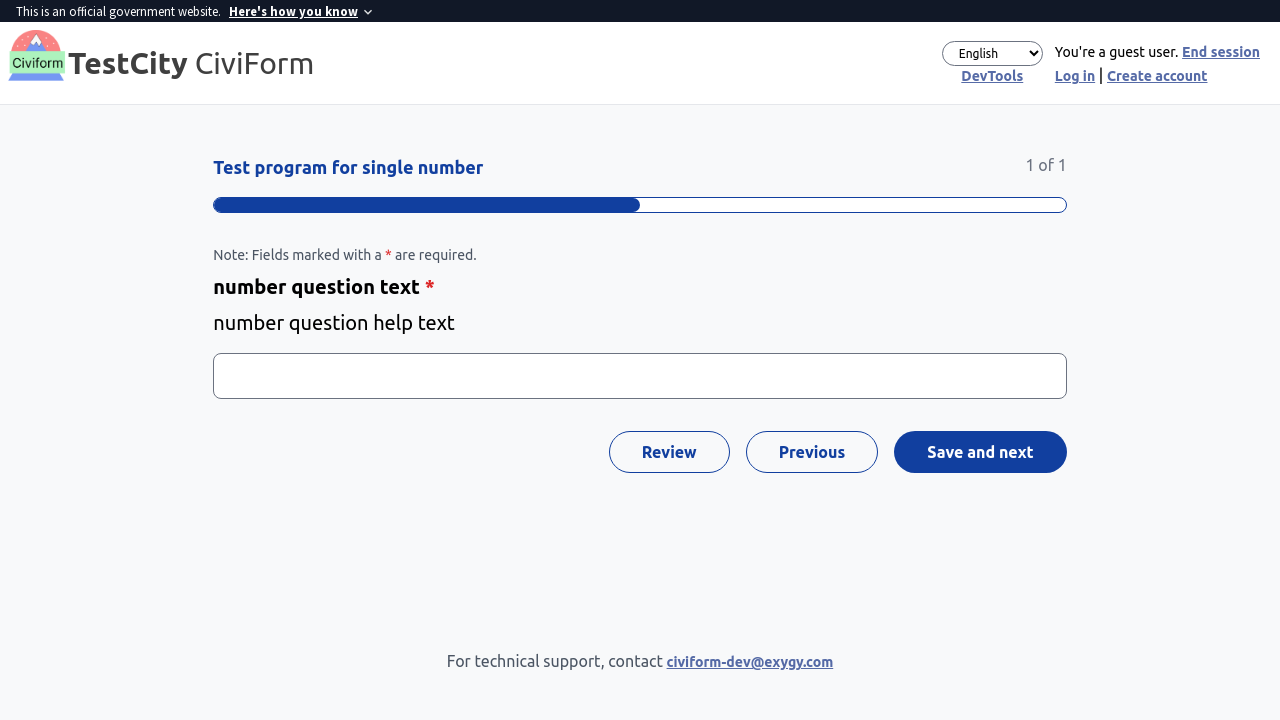 This is an official government website. Here's how you know
Civiform
TestCity CiviForm
English
DevTools
You're a guest user. End session
Log in | Create account
Test program for single number
1 of 1
Note: Fields marked with a * are required.
number question text *
number question help text
Review
Previous
Save and next
For technical support, contact civiform-dev@exygy.com